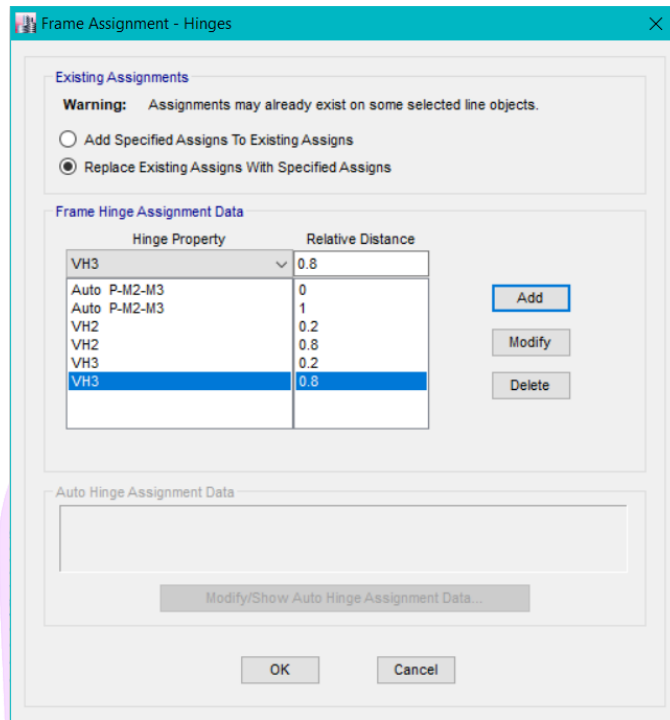 Frame Assignment - Hinges
Existing Assignments
Warning: Assignments may already exist on some selected line objects.
Add Specified Assigns To Existing Assigns
Replace Existing Assigns With Specified Assigns
Frame Hinge Assignment Data
Hinge Property Relative Distance
VH3 0.8
Auto P-M2-M3 0
Auto P-M2-M3 1
VH2 0.2
VH2 0.8
VH3 0.2
VH3 0.8
Add
Modify
Delete
Auto Hinge Assignment Data
Modify/Show Auto Hinge Assignment Data...
OK Cancel